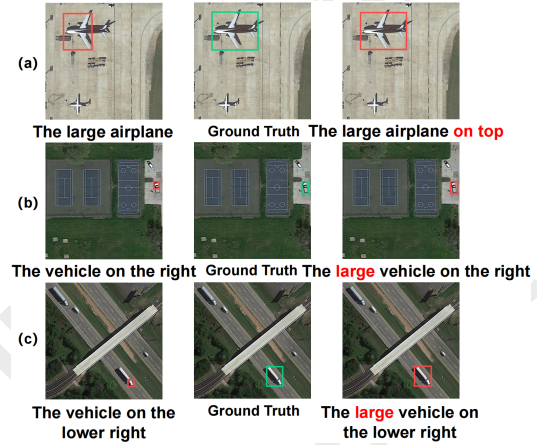 (a)
The large airplane Ground Truth The large airplane on top
(b)
The vehicle on the right Ground Truth The large vehicle on the right
(c)
The vehicle on the lower right Ground Truth The large vehicle on the lower right